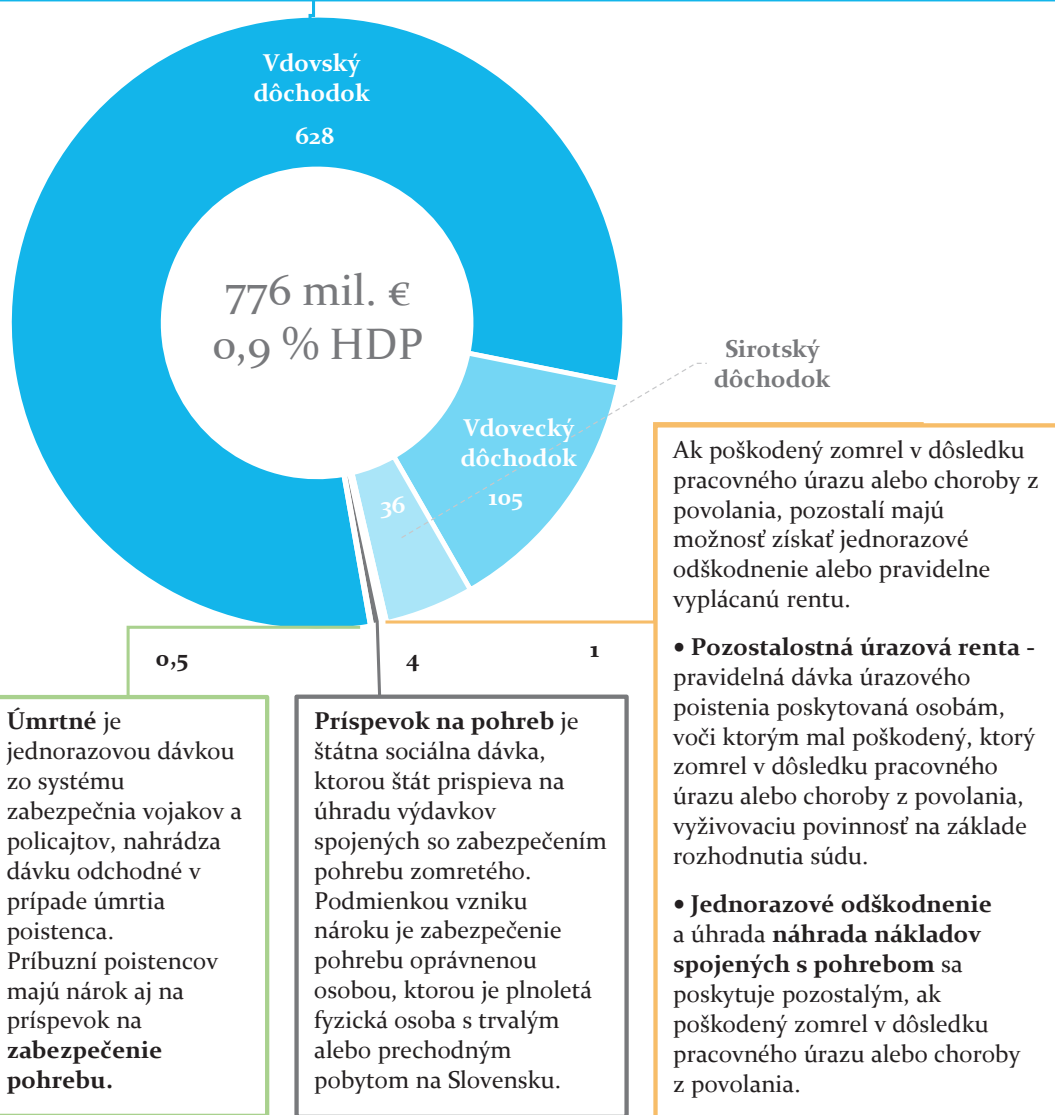 Vdovský
dôchodok
628
776 mil. €
0,9 % HDP
Sirotský
dôchodok
Vdovecký
dôchodok
105
36
0,5
4
1
Úmrtné je
jednorazovou dávkou
zo systému
zabezpečnia vojakov a
policajtov, nahrádza
dávku odchodné v
prípade úmrtia
poistenca.
Príbuzní poistencov
majú nárok aj na
príspevok na
zabezpečenie
pohrebu.
Príspevok na pohreb je
štátna sociálna dávka,
ktorou štát prispieva na
úhradu výdavkov
spojených so zabezpečením
pohrebu zomretého.
Podmienkou vzniku
nároku je zabezpečenie
pohrebu oprávnenou
osobou, ktorou je plnoletá
fyzická osoba s trvalým
alebo prechodným
pobytom na Slovensku.
Ak poškodený zomrel v dôsledku
pracovného úrazu alebo choroby z
povolania, pozostalí majú
možnosť získať jednorazové
odškodnenie alebo pravidelne
vyplácanú rentu.
• Pozostalostná úrazová renta -
pravidelná dávka úrazového
poistenia poskytovaná osobám,
voči ktorým mal poškodený, ktorý
zomrel v dôsledku pracovného
úrazu alebo choroby z povolania,
vyživovaciu povinnosť na základe
rozhodnutia súdu.
• Jednorazové odškodnenie
a úhrada náhrada nákladov
spojených s pohrebom sa
poskytuje pozostalým, ak
poškodený zomrel v dôsledku
pracovného úrazu alebo choroby
z povolania.